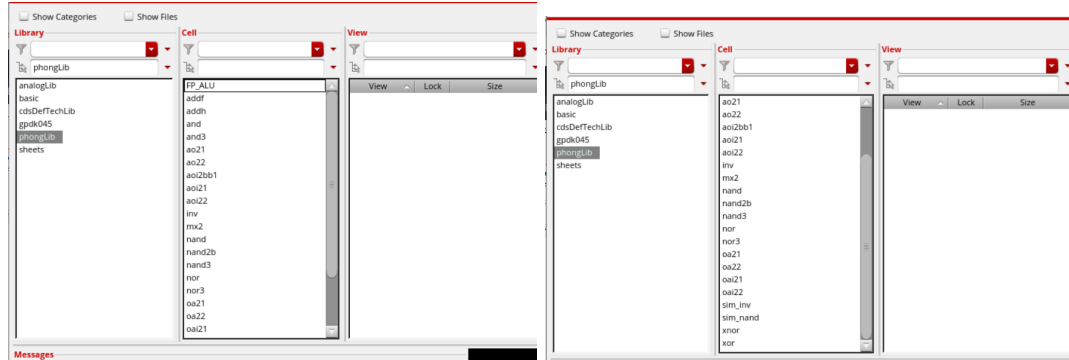 Show Categories Show Files
Library Cell View
phongLib
View Lock Size
analogLib
basic
cdsDefTechLib
gpdk045
phongLib
sheets
FP_ALU
addf
addh
and
and3
ao21
ao22
aoi2bb1
aoi21
aoi22
inv
mx2
nand
nand2b
nand3
nor
nor3
oa21
oa22
oai21
Messages
Show Categories Show Files
Library Cell View
phongLib
View Lock Size
analogLib
basic
cdsDefTechLib
gpdk045
phongLib
sheets
ao21
ao22
aoi2bb1
aoi21
aoi22
inv
mx2
nand
nand2b
nand3
nor
nor3
oa21
oa22
oai21
oai22
sim_inv
sim_nand
xnor
xor